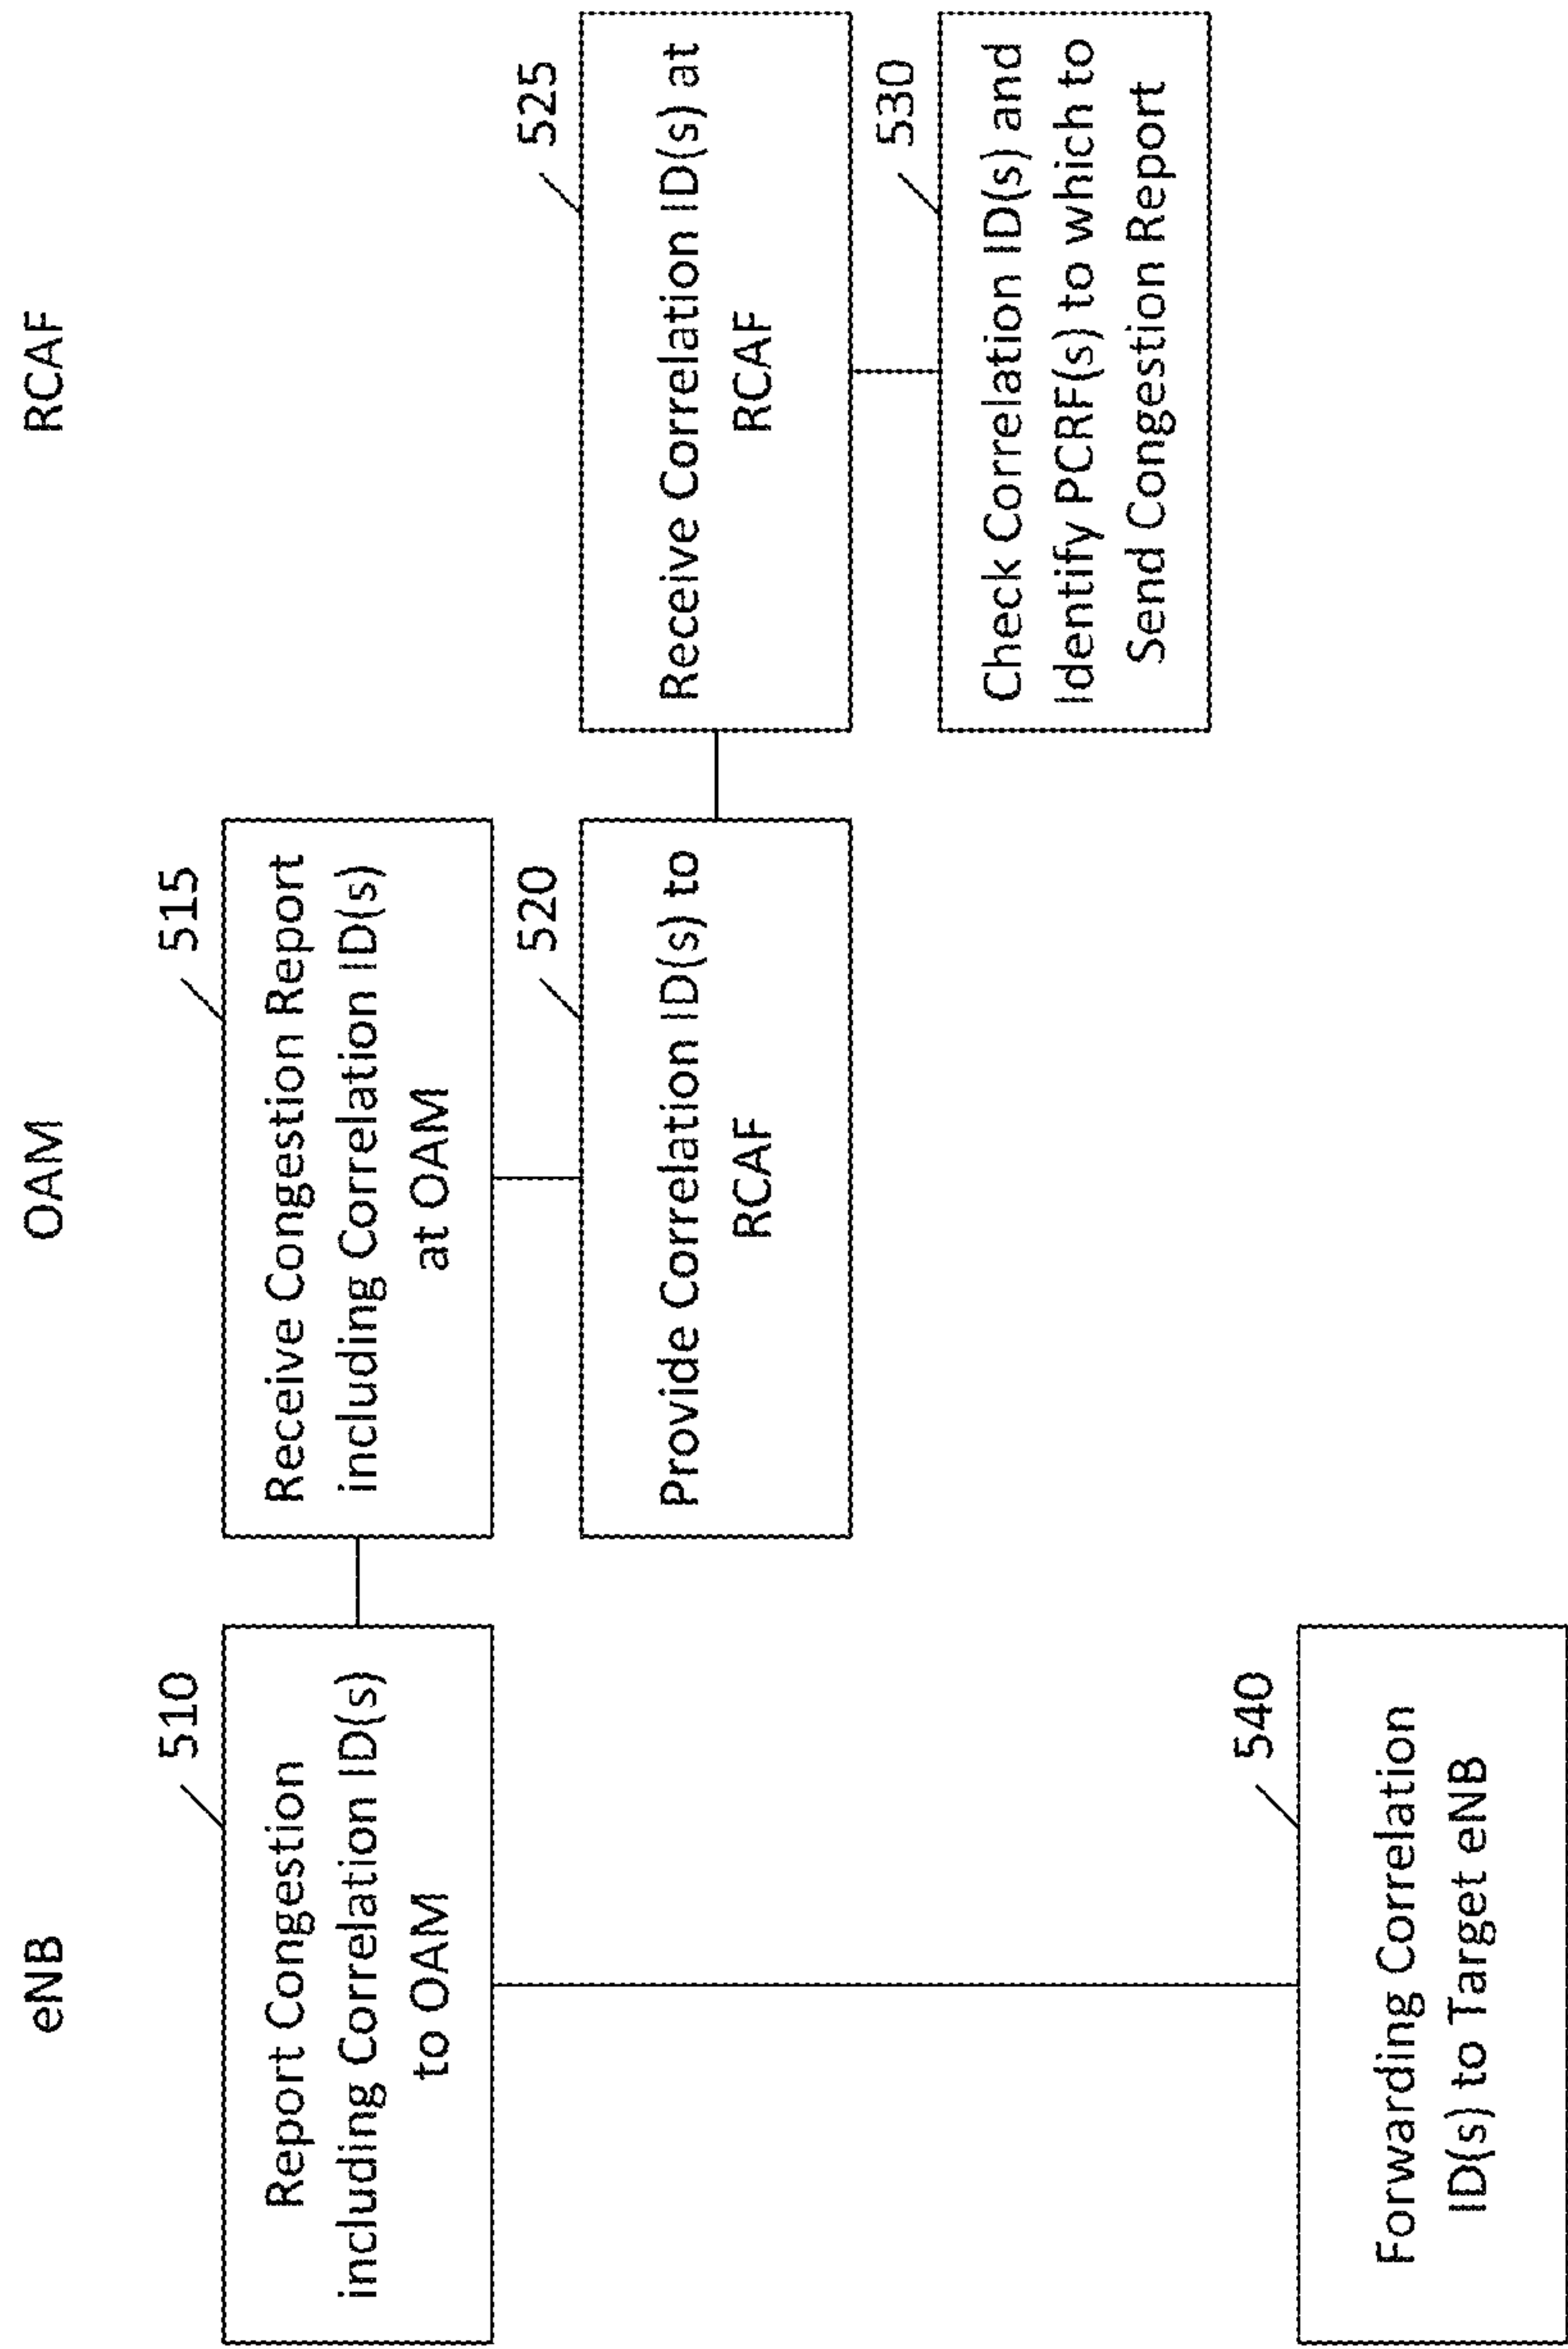 eNB
OAM
RCAF
510
Report Congestion
including Correlation ID(s)
to OAM
515
Receive Congestion Report
including Correlation ID(s)
at OAM
520
Provide Correlation ID(s) to
RCAF
525
Receive Correlation ID(s) at
RCAF
530
Check Correlation ID(s) and
Identify PCRF(s) to which to
Send Congestion Report
540
Forwarding Correlation
ID(s) to Target eNB